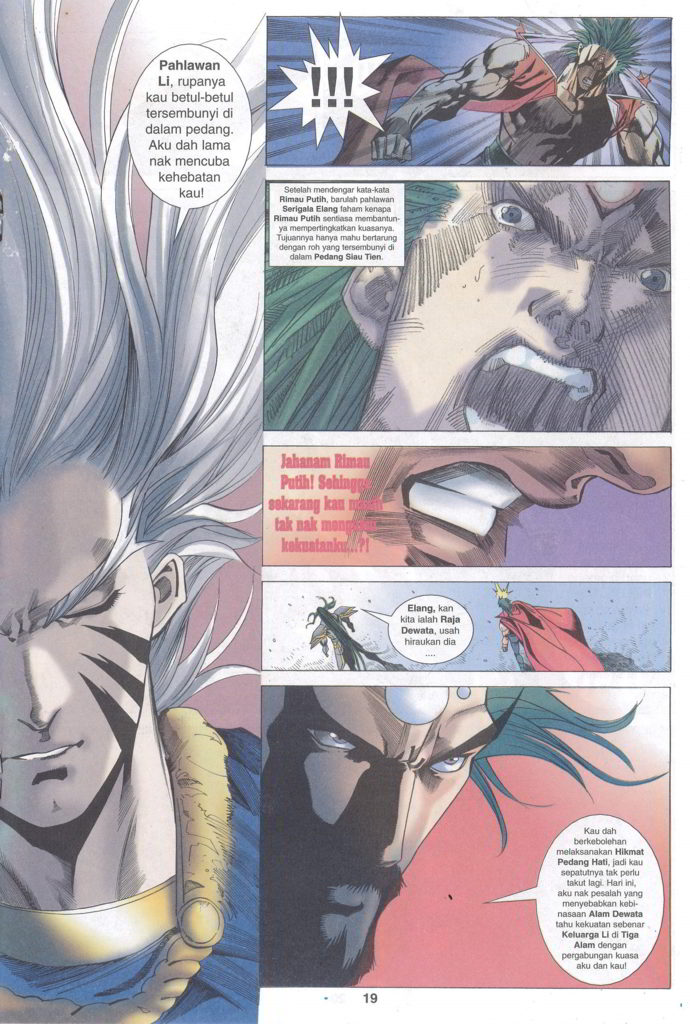 Pahlawan
Li, rupanya
kau betul-betul
tersembunyi di
dalam pedang.
Aku dah lama
nak mencuba
kehebatan
kau!
!!!
Setelah mendengar kata-kata
Rimau Putih, barulah pahlawan
Serigala Elang faham kenapa
Rimau Putih sentiasa membantun-
ya mempertingkatkan kuasanya.
Tujuannya hanya mahu bertarung
dengan roh yang tersembunyi di
dalam Pedang Siau Tien.
Jahanam Rimau
Putih! Sehingga
sekarang kau
tak nak
kekuatanku...?!
Elang, kan
kita ialah Raja
Dewata, usah
hiraukan dia
....
Kau dah
berkebolehan
melaksanakan Hikmat
Pedang Hati, jadi kau
sepatutnya tak perlu
takut lagi. Hari ini,
aku nak pesalah yang
menyebabkan kebi-
nasaan Alam Dewata
tahu kekuatan sebenar
Keluarga Li di Tiga
Alam dengan
pergabungan kuasa
aku dan kau!
19